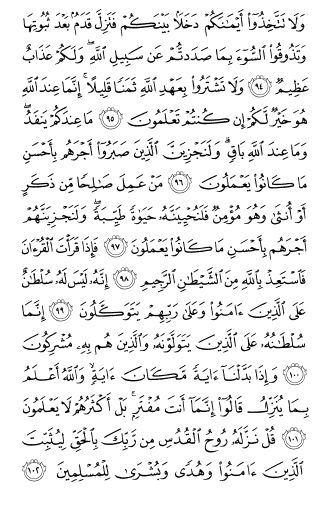 وَلَا تَتَّخِذُوٓا۟ أَيْمَـٰنَكُمْ دَخَلًۢا بَيْنَكُمْ فَتَزِلَّ قَدَمٌۢ بَعْدَ ثُبُوتِهَا
وَتَذُوقُوا۟ ٱلسُّوٓءَ بِمَا صَدَدتُّمْ عَن سَبِيلِ ٱللَّهِ ۖ وَلَكُمْ عَذَابٌ
عَظِيمٌ ۝٩٤ وَلَا تَشْتَرُوا۟ بِعَهْدِ ٱللَّهِ ثَمَنًا قَلِيلًا ۚ إِنَّمَا عِندَ ٱللَّهِ
هُوَ خَيْرٌ لَّكُمْ إِن كُنتُمْ تَعْلَمُونَ ۝٩٥ مَا عِندَكُمْ يَنفَدُ ۖ
وَمَا عِندَ ٱللَّهِ بَاقٍ ۗ وَلَنَجْزِيَنَّ ٱلَّذِينَ صَبَرُوٓا۟ أَجْرَهُم بِأَحْسَنِ
مَا كَانُوا۟ يَعْمَلُونَ ۝٩٦ مَنْ عَمِلَ صَـٰلِحًا مِّن ذَكَرٍ
أَوْ أُنثَىٰ وَهُوَ مُؤْمِنٌ فَلَنُحْيِيَنَّهُۥ حَيَوٰةً طَيِّبَةً ۖ وَلَنَجْزِيَنَّهُمْ
أَجْرَهُم بِأَحْسَنِ مَا كَانُوا۟ يَعْمَلُونَ ۝٩٧ فَإِذَا قَرَأْتَ ٱلْقُرْءَانَ
فَٱسْتَعِذْ بِٱللَّهِ مِنَ ٱلشَّيْطَـٰنِ ٱلرَّجِيمِ ۝٩٨ إِنَّهُۥ لَيْسَ لَهُۥ سُلْطَـٰنٌ
عَلَى ٱلَّذِينَ ءَامَنُوا۟ وَعَلَىٰ رَبِّهِمْ يَتَوَكَّلُونَ ۝٩٩ إِنَّمَا
سُلْطَـٰنُهُۥ عَلَى ٱلَّذِينَ يَتَوَلَّوْنَهُۥ وَٱلَّذِينَ هُم بِهِۦ مُشْرِكُونَ
۝١٠٠ وَإِذَا بَدَّلْنَآ ءَايَةً مَّكَانَ ءَايَةٍ ۙ وَٱللَّهُ أَعْلَمُ
بِمَا يُنَزِّلُ قَالُوٓا۟ إِنَّمَآ أَنتَ مُفْتَرٍۭ ۚ بَلْ أَكْثَرُهُمْ لَا يَعْلَمُونَ
۝١٠١ قُلْ نَزَّلَهُۥ رُوحُ ٱلْقُدُسِ مِن رَّبِّكَ بِٱلْحَقِّ لِيُثَبِّتَ
ٱلَّذِينَ ءَامَنُوا۟ وَهُدًى وَبُشْرَىٰ لِلْمُسْلِمِينَ ۝١٠٢